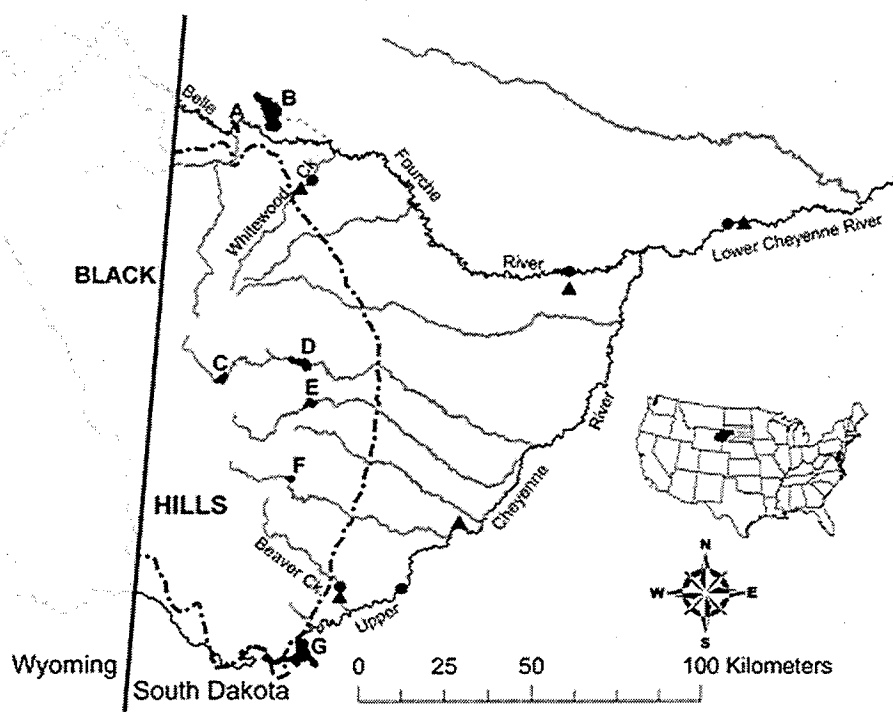 Belle
A
B
Fourche
Whitewood Ck
River
Lower Cheyenne River
BLACK
C
D
E
River
F
HILLS
Cheyenne
Beaver Ck
N
W
E
S
Upper
G
Wyoming
South Dakota
0
25
50
100 Kilometers